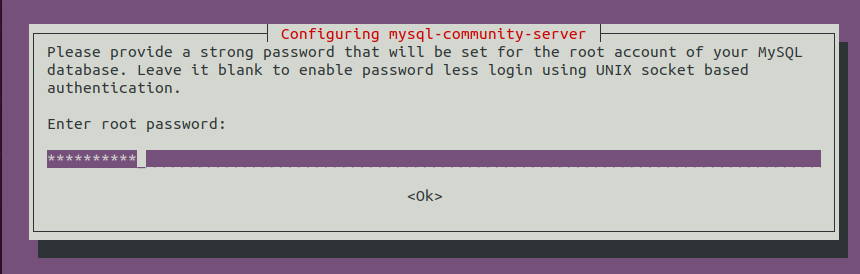 Configuring mysql-community-server
Please provide a strong password that will be set for the root account of your MySQL
database. Leave it blank to enable password less login using UNIX socket based
authentication.
Enter root password:
**********_
<Ok>